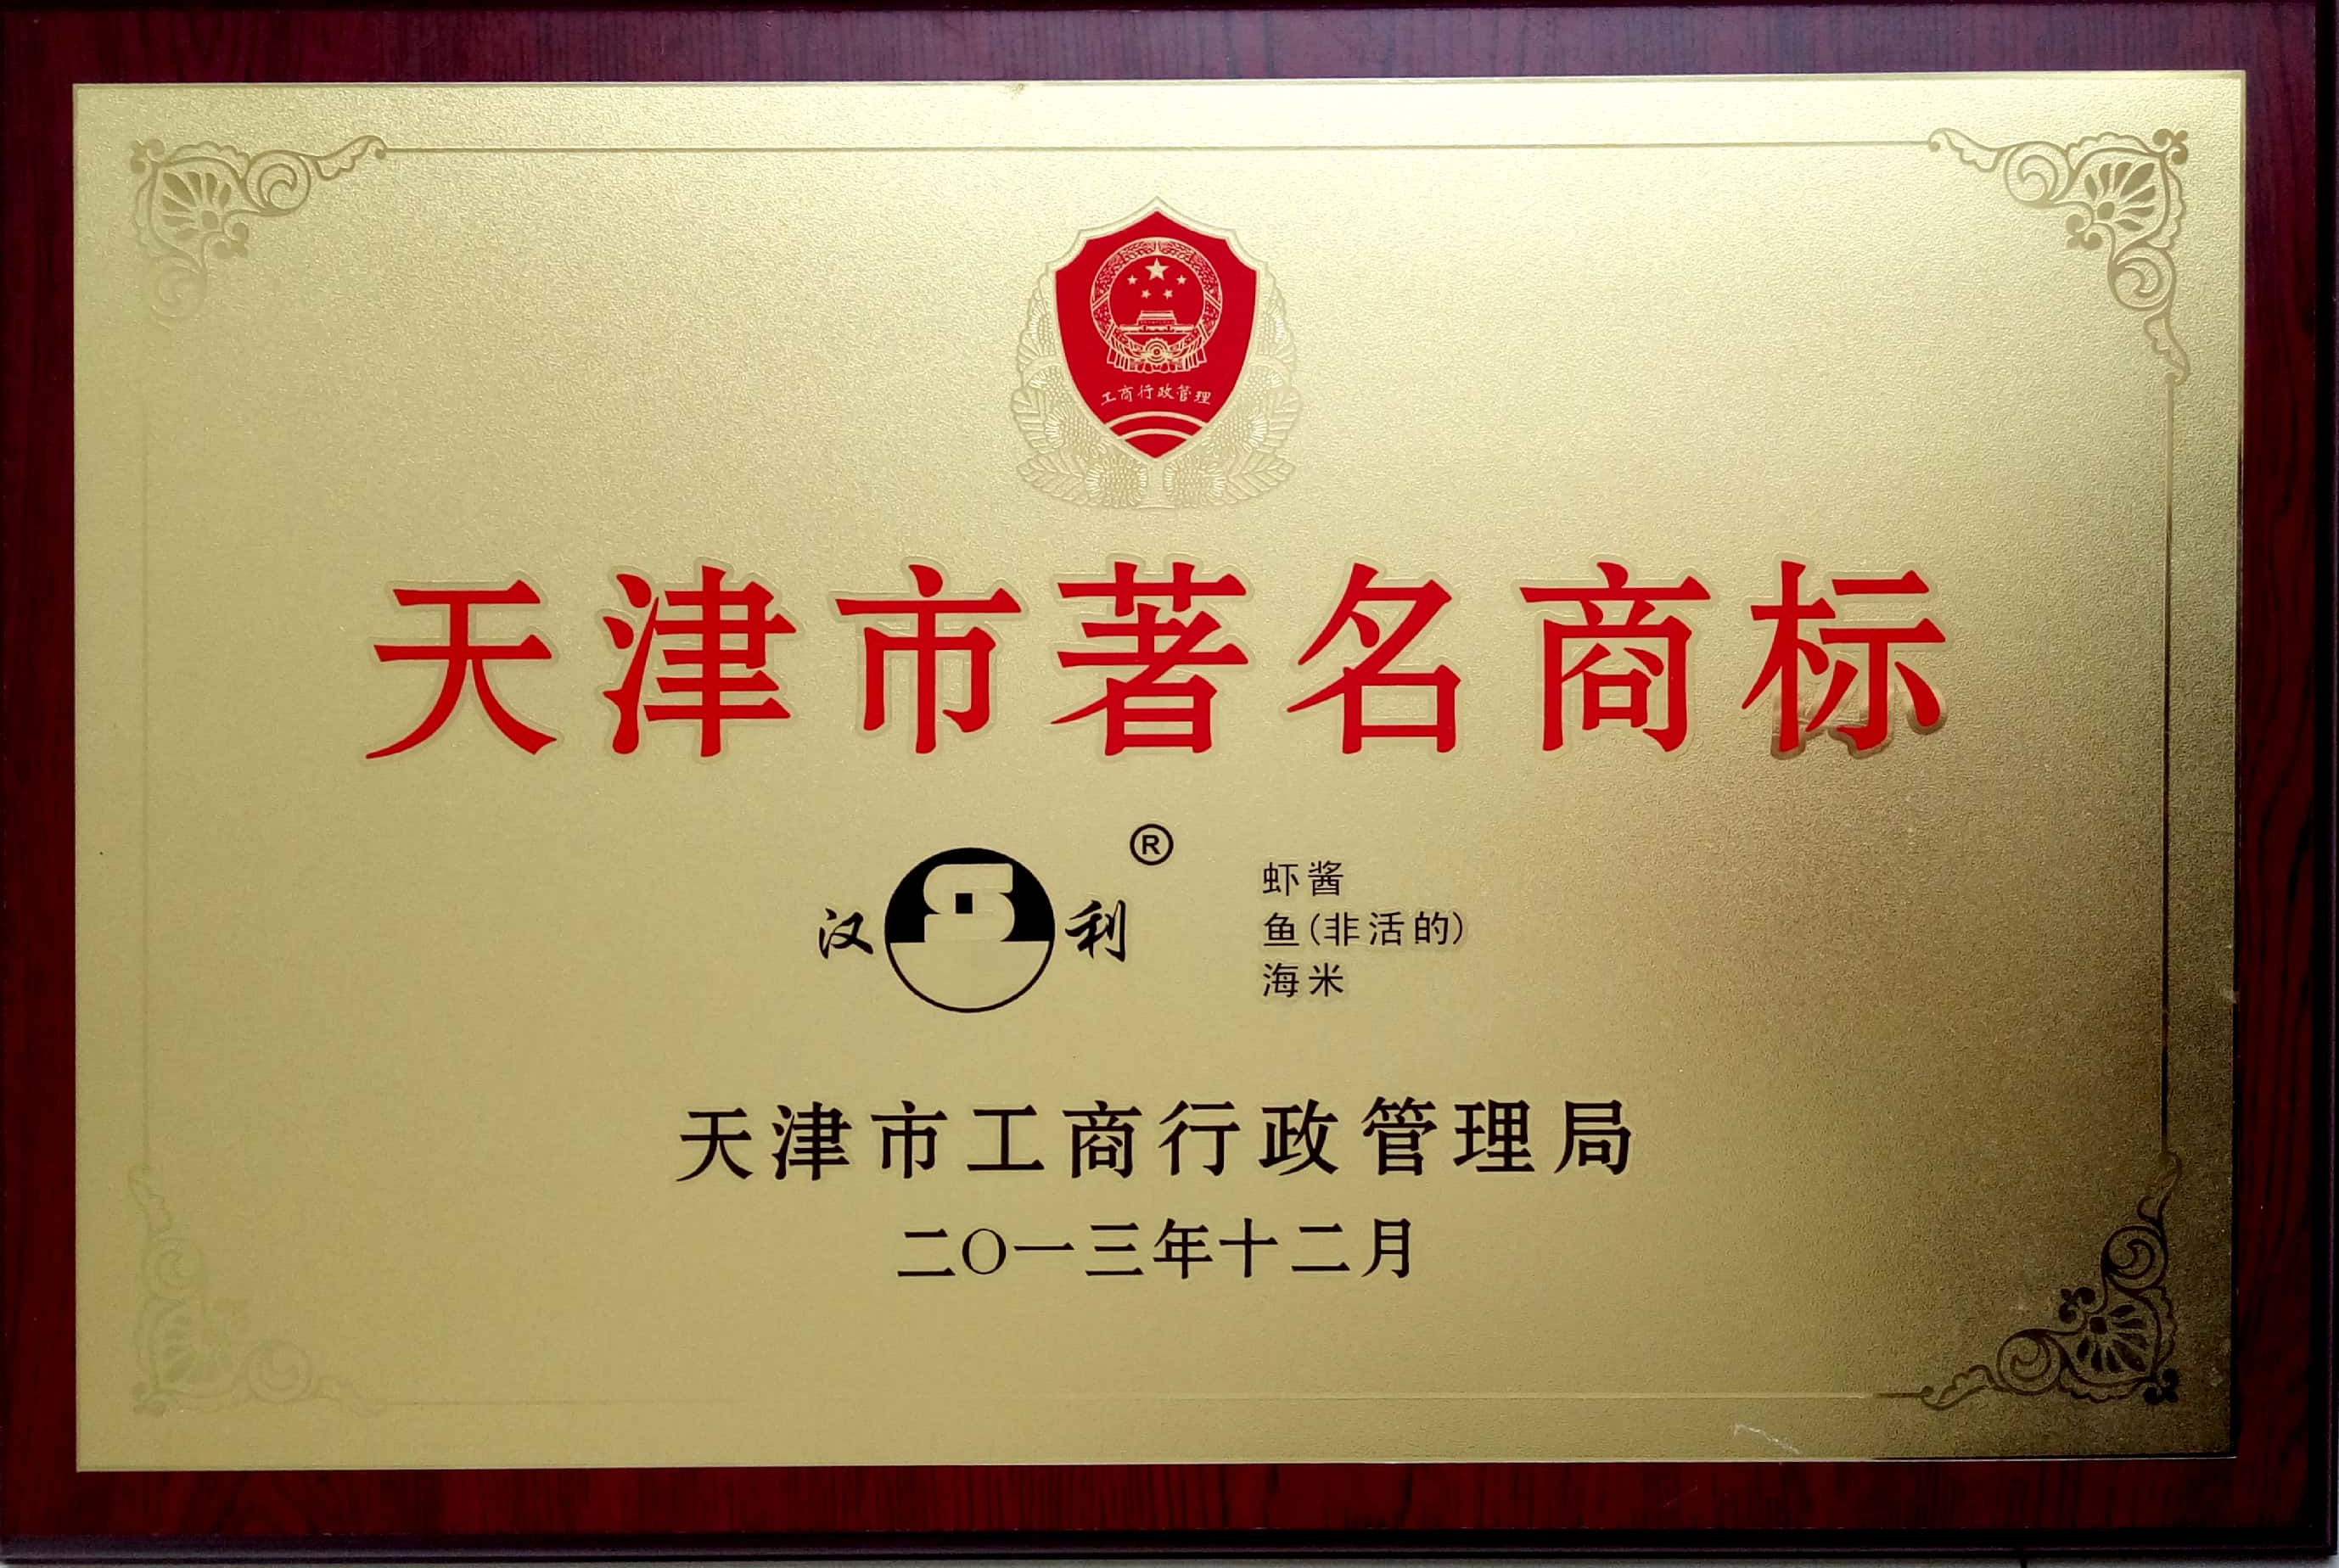 工商行政管理
天津市著名商标
汉 利 ®
虾酱
鱼(非活的)
海米
天津市工商行政管理局
二〇一三年十二月